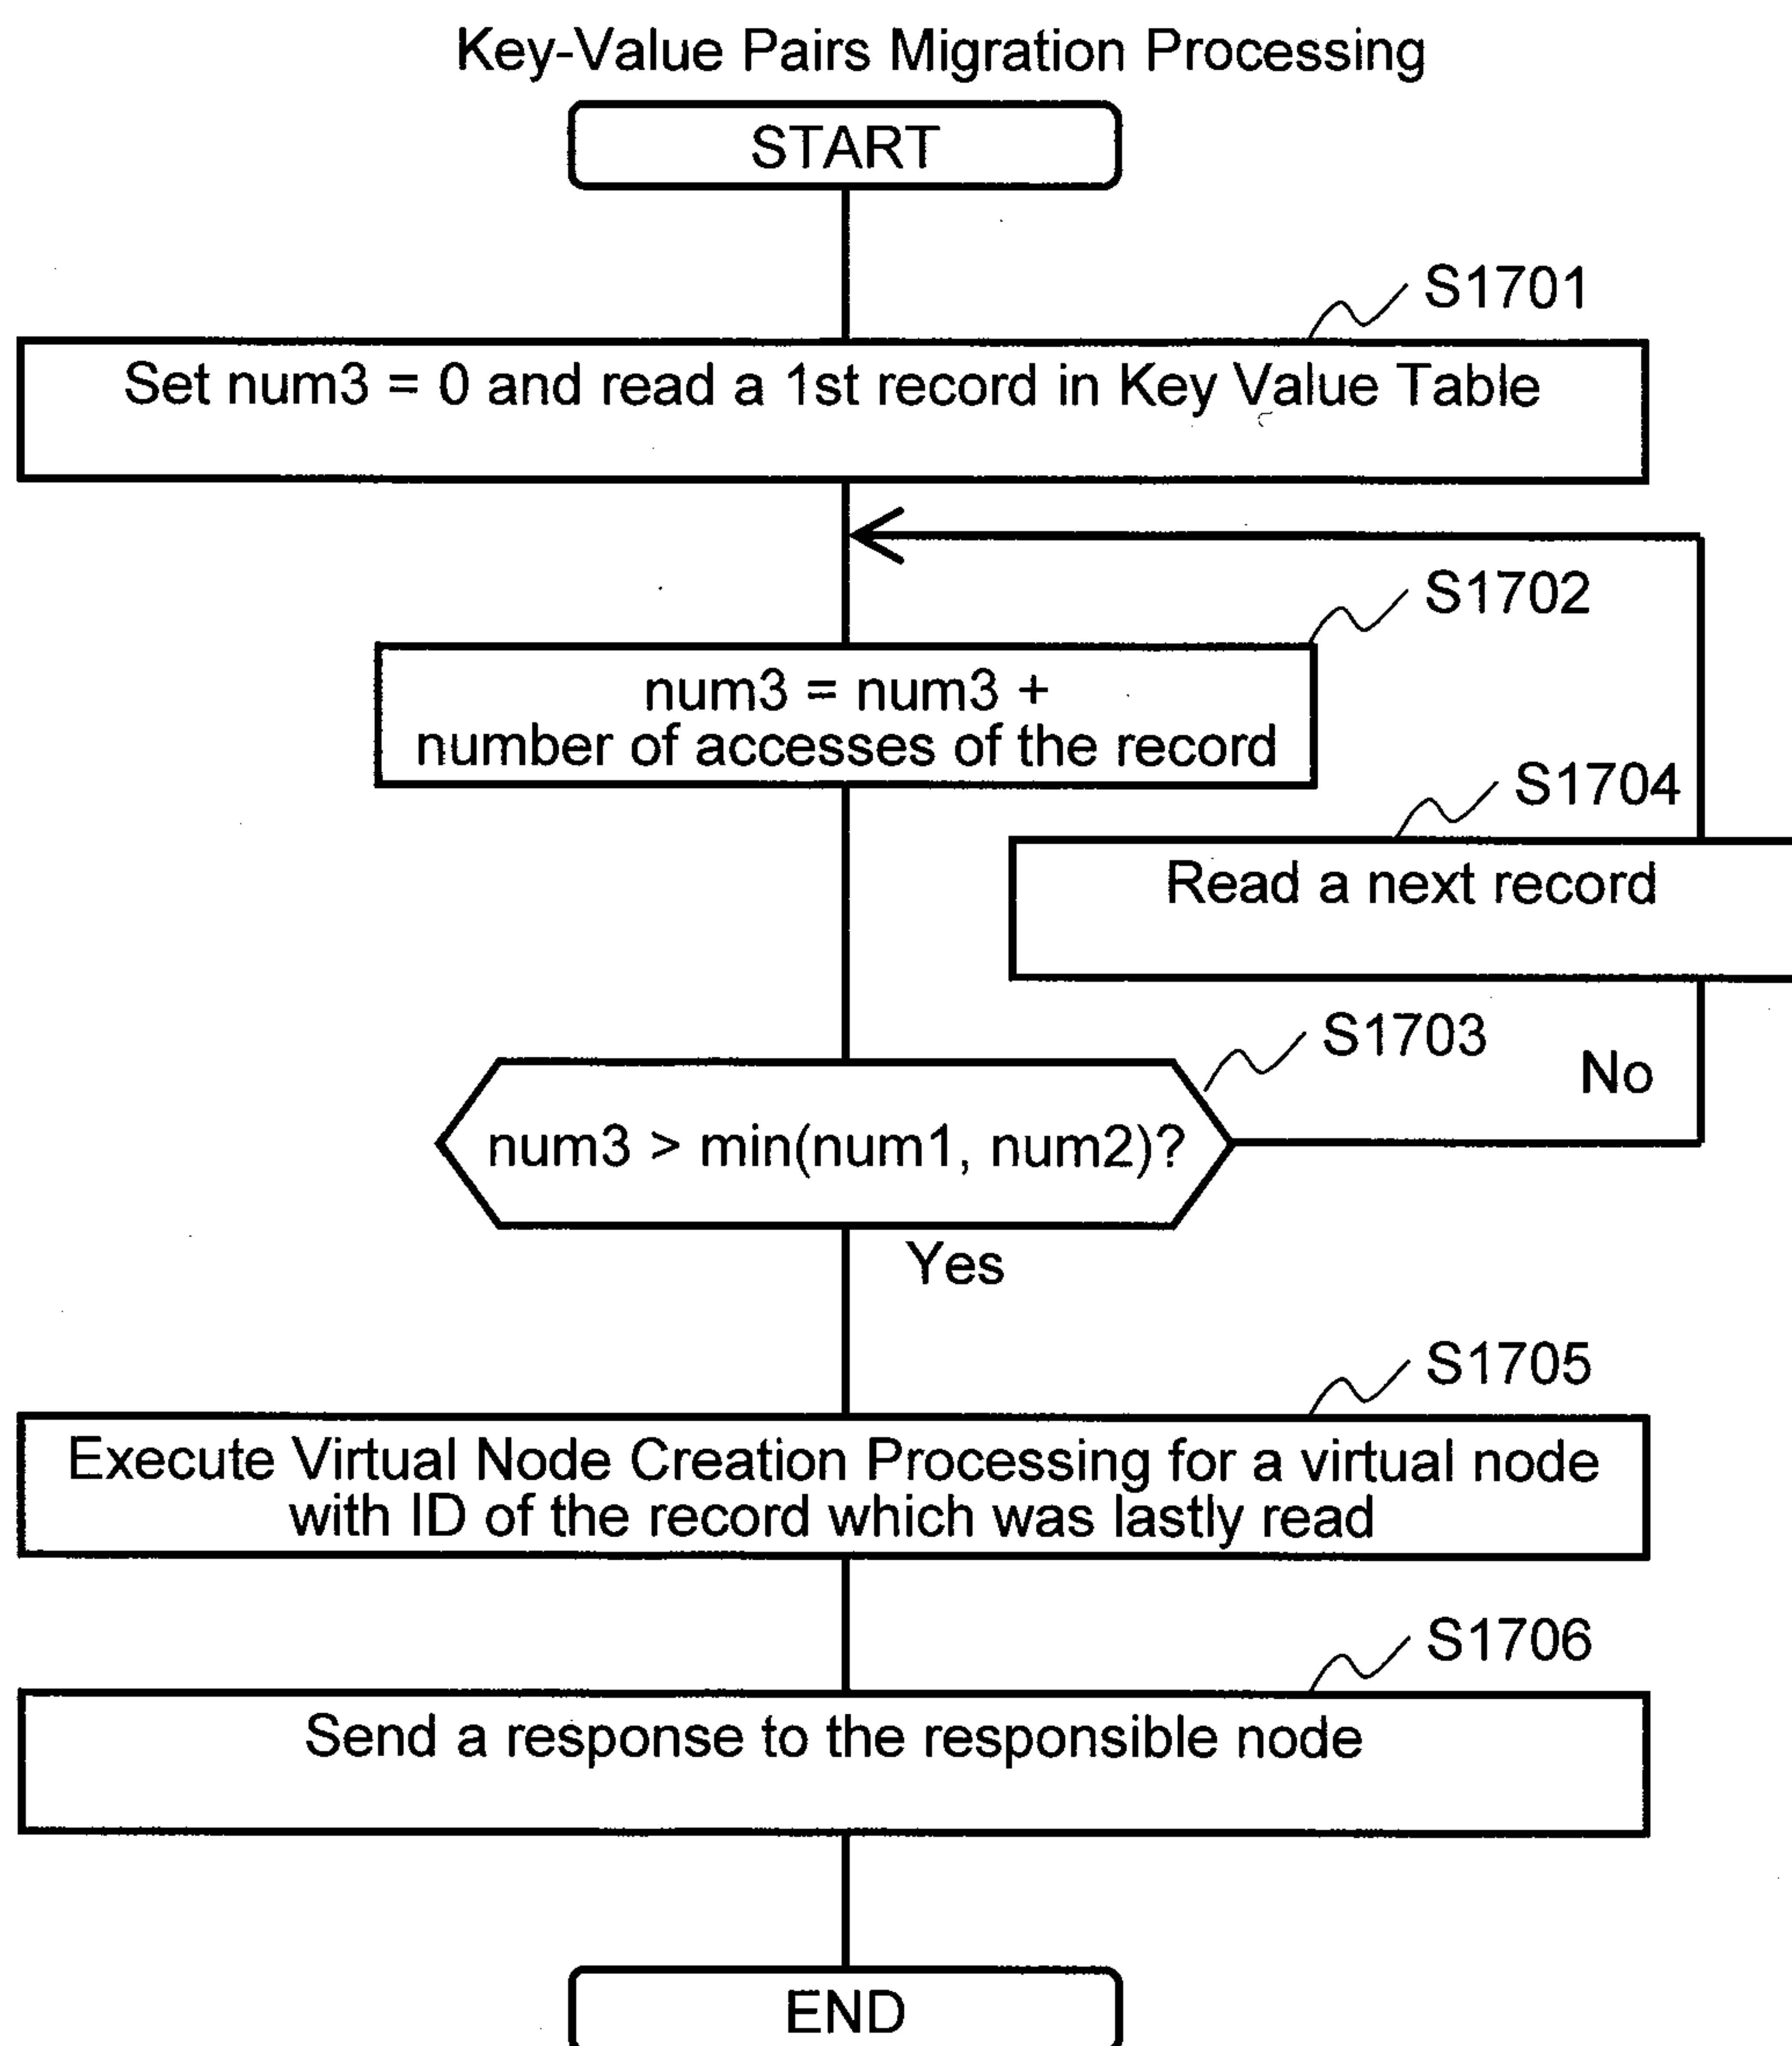 Key-Value Pairs Migration Processing
START
S1701
Set num3 = 0 and read a 1st record in Key Value Table
S1702
num3 = num3 +
number of accesses of the record
S1704
Read a next record
S1703
No
num3 > min(num1, num2)?
Yes
S1705
Execute Virtual Node Creation Processing for a virtual node
with ID of the record which was lastly read
S1706
Send a response to the responsible node
END